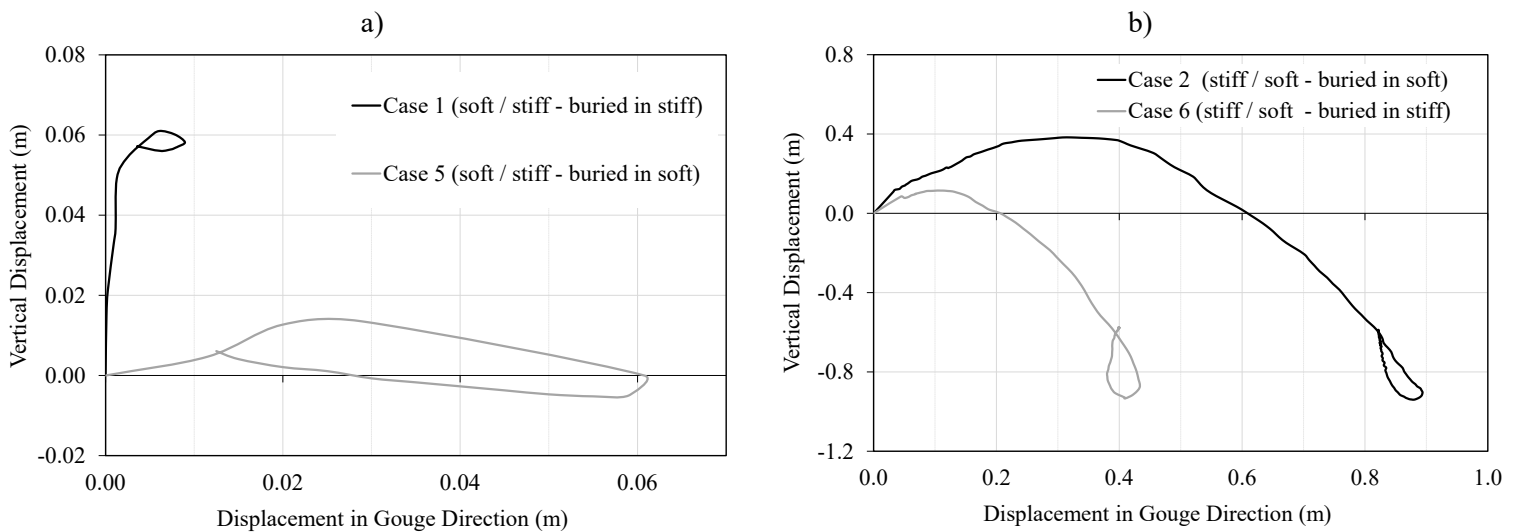 a)
0.08
0.06
0.04
0.02
0.00
-0.02
Vertical Displacement (m)
Case 1 (soft / stiff - buried in stiff)
Case 5 (soft / stiff - buried in soft)
0.00 0.02 0.04 0.06
Displacement in Gouge Direction (m)
b)
0.8
0.4
0.0
-0.4
-0.8
-1.2
Vertical Displacement (m)
Case 2 (stiff / soft - buried in soft)
Case 6 (stiff / soft - buried in stiff)
0.0 0.2 0.4 0.6 0.8 1.0
Displacement in Gouge Direction (m)